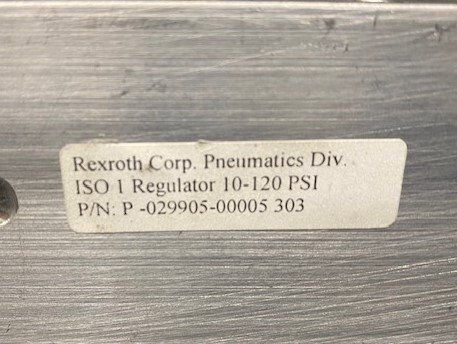 Rexroth Corp. Pneumatics Div.
ISO 1 Regulator 10-120 PSI
P/N: P -029905-00005 303